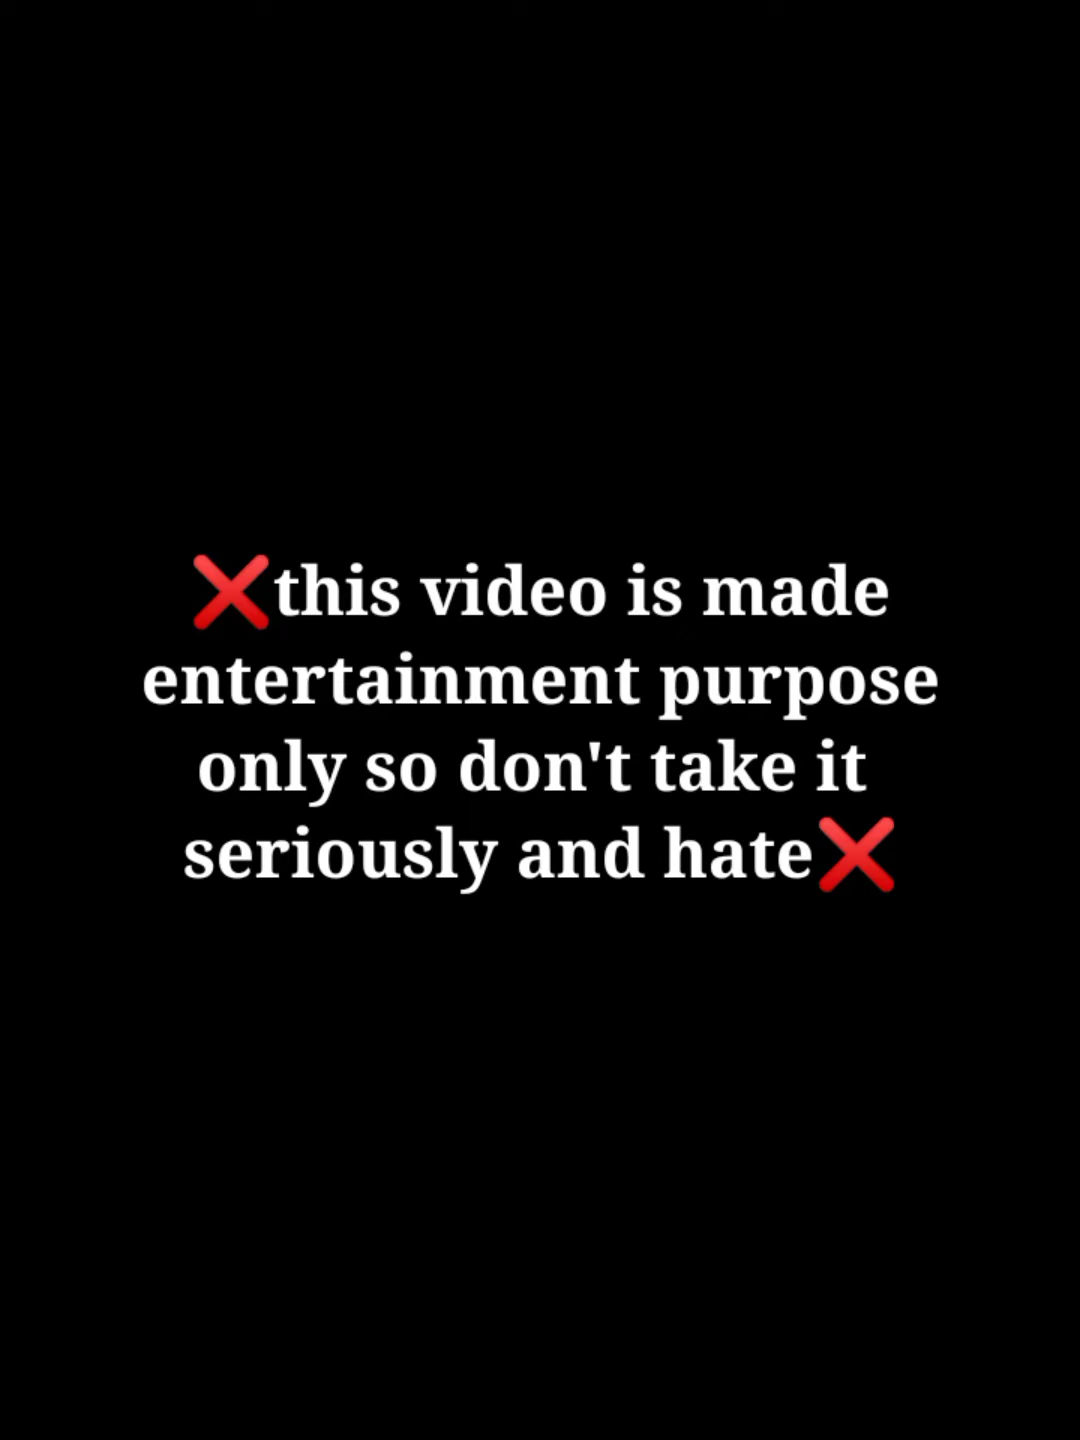 ❌this video is made
entertainment purpose
only so don't take it
seriously and hate❌